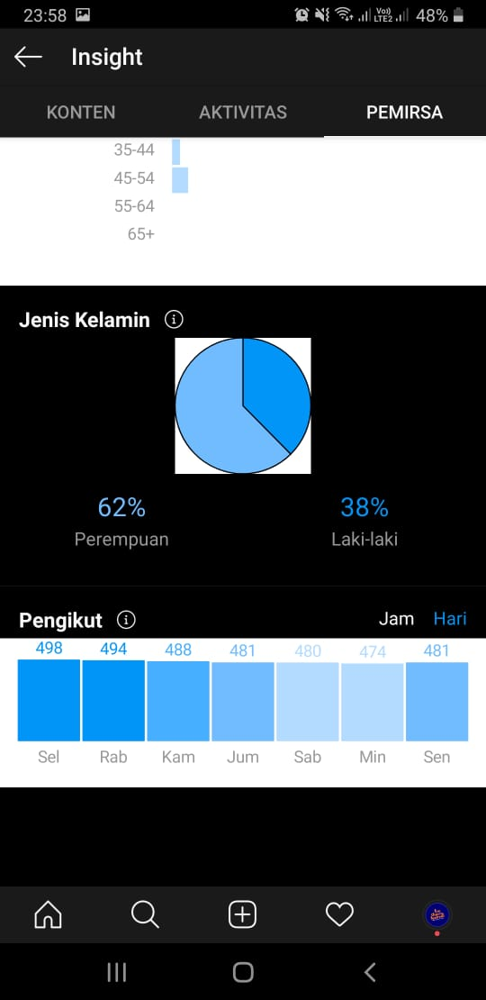 23:58 Vo)) LTE2 48%
Insight
KONTEN AKTIVITAS PEMIRSA
35-44
45-54
55-64
65+
Jenis Kelamin
62% 38%
Perempuan Laki-laki
Pengikut Jam Hari
498 494 488 481 480 474 481
Sel Rab Kam Jum Sab Min Sen